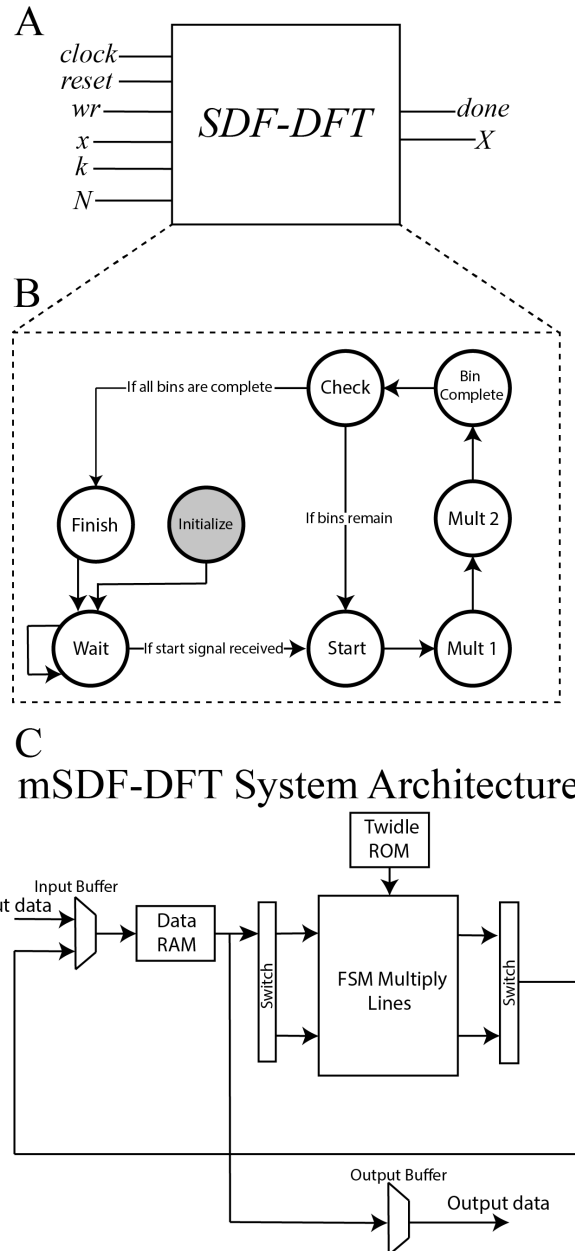 A
clock
reset
wr
x
k
N
SDF-DFT
done
X
B
If all bins are complete
Check
Bin
Complete
Finish
Initialize
If bins remain
Mult 2
Wait
If start signal received
Start
Mult 1
C
mSDF-DFT System Architecture
Twidle
ROM
Input Buffer
ut data
Data
RAM
Switch
FSM Multiply
Lines
Switch
Output Buffer
Output data